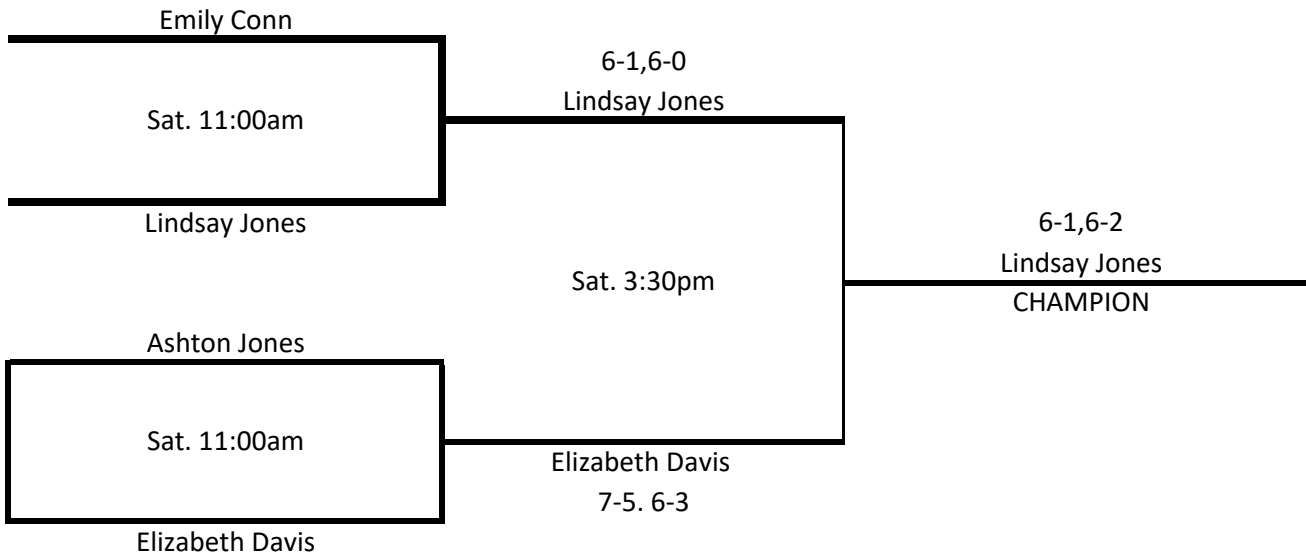 Emily Conn
6-1,6-0
Lindsay Jones
Sat. 11:00am
Lindsay Jones
6-1,6-2
Lindsay Jones
Sat. 3:30pm
CHAMPION
Ashton Jones
Sat. 11:00am
Elizabeth Davis
7-5. 6-3
Elizabeth Davis